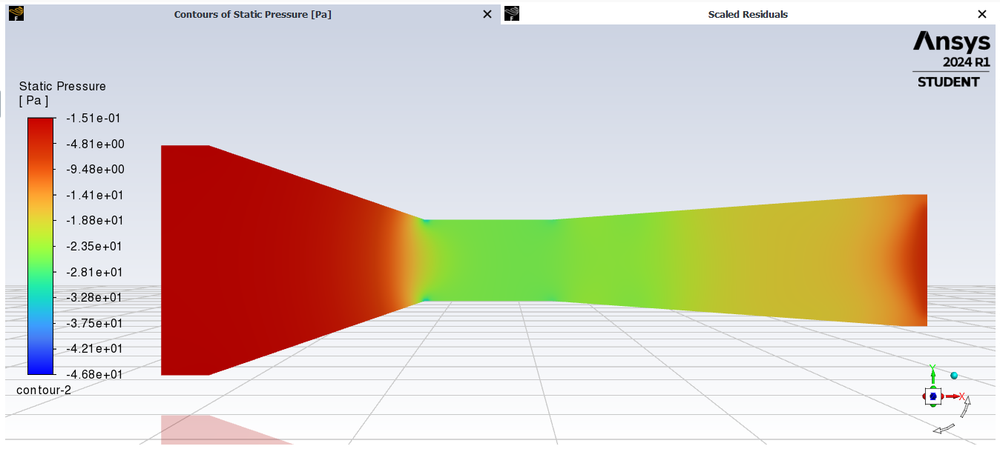 Contours of Static Pressure [Pa]
Scaled Residuals
Ansys
2024 R1
STUDENT
Static Pressure
[ Pa ]
-1.51e-01
-4.81e+00
-9.48e+00
-1.41e+01
-1.88e+01
-2.35e+01
-2.81e+01
-3.28e+01
-3.75e+01
-4.21e+01
-4.68e+01
contour-2
Y
X